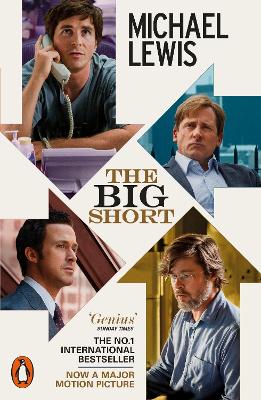 MICHAEL
LEWIS
THE
BIG
SHORT
'Genius'
SUNDAY TIMES
THE NO.1
INTERNATIONAL
BESTSELLER
NOW A MAJOR
MOTION PICTURE